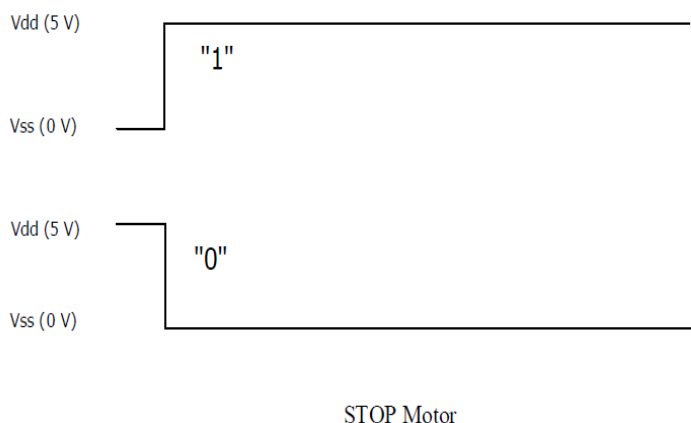 Vdd (5 V)
"1"
Vss (0 V)
Vdd (5 V)
"0"
Vss (0 V)
STOP Motor